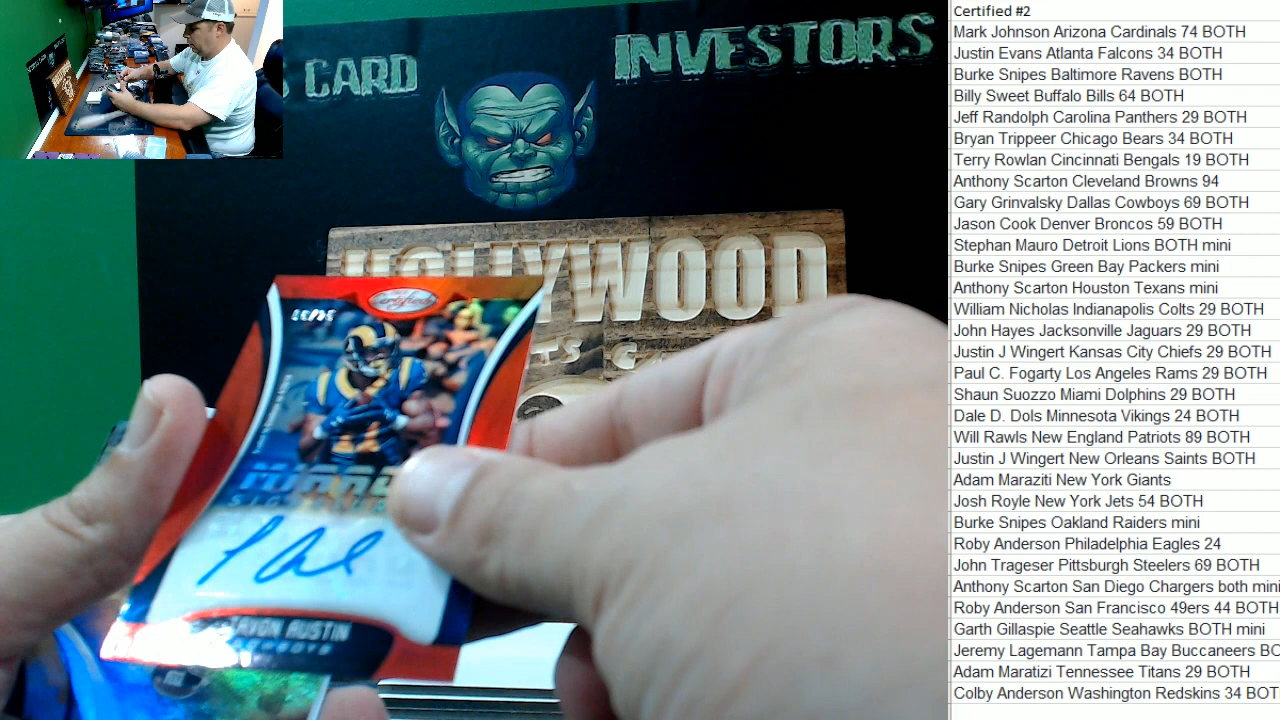 CARD
INVESTORS
HOLLYWOOD
Certified
SIG
AVON AUSTIN
COWBOYS
Certified #2
Mark Johnson Arizona Cardinals 74 BOTH
Justin Evans Atlanta Falcons 34 BOTH
Burke Snipes Baltimore Ravens BOTH
Billy Sweet Buffalo Bills 64 BOTH
Jeff Randolph Carolina Panthers 29 BOTH
Bryan Trippeer Chicago Bears 34 BOTH
Terry Rowlan Cincinnati Bengals 19 BOTH
Anthony Scarton Cleveland Browns 94
Gary Grinvalsky Dallas Cowboys 69 BOTH
Jason Cook Denver Broncos 59 BOTH
Stephan Mauro Detroit Lions BOTH mini
Burke Snipes Green Bay Packers mini
Anthony Scarton Houston Texans mini
William Nicholas Indianapolis Colts 29 BOTH
John Hayes Jacksonville Jaguars 29 BOTH
Justin J Wingert Kansas City Chiefs 29 BOTH
Paul C. Fogarty Los Angeles Rams 29 BOTH
Shaun Suozzo Miami Dolphins 29 BOTH
Dale D. Dols Minnesota Vikings 24 BOTH
Will Rawls New England Patriots 89 BOTH
Justin J Wingert New Orleans Saints BOTH
Adam Maraziti New York Giants
Josh Royle New York Jets 54 BOTH
Burke Snipes Oakland Raiders mini
Roby Anderson Philadelphia Eagles 24
John Trageser Pittsburgh Steelers 69 BOTH
Anthony Scarton San Diego Chargers both mini
Roby Anderson San Francisco 49ers 44 BOTH
Garth Gillaspie Seattle Seahawks BOTH mini
Jeremy Lagemann Tampa Bay Buccaneers BO
Adam Maratizi Tennessee Titans 29 BOTH
Colby Anderson Washington Redskins 34 BOT